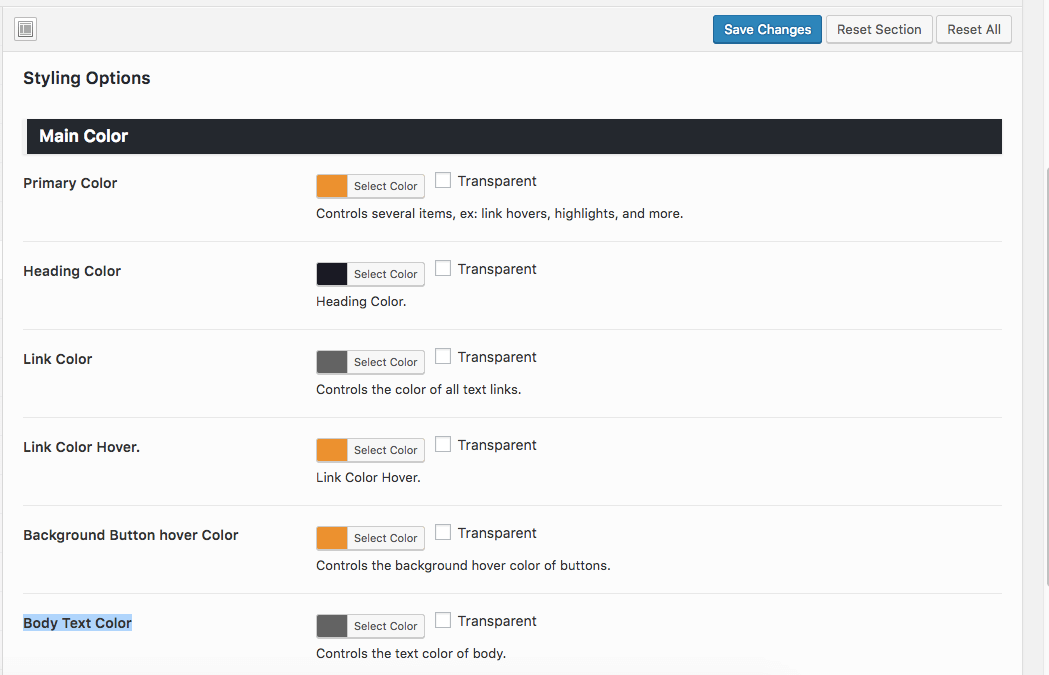 Save Changes Reset Section Reset All
Styling Options
Main Color
Primary Color Select Color Transparent
Controls several items, ex: link hovers, highlights, and more.
Heading Color Select Color Transparent
Heading Color.
Link Color Select Color Transparent
Controls the color of all text links.
Link Color Hover. Select Color Transparent
Link Color Hover.
Background Button hover Color Select Color Transparent
Controls the background hover color of buttons.
Body Text Color Select Color Transparent
Controls the text color of body.